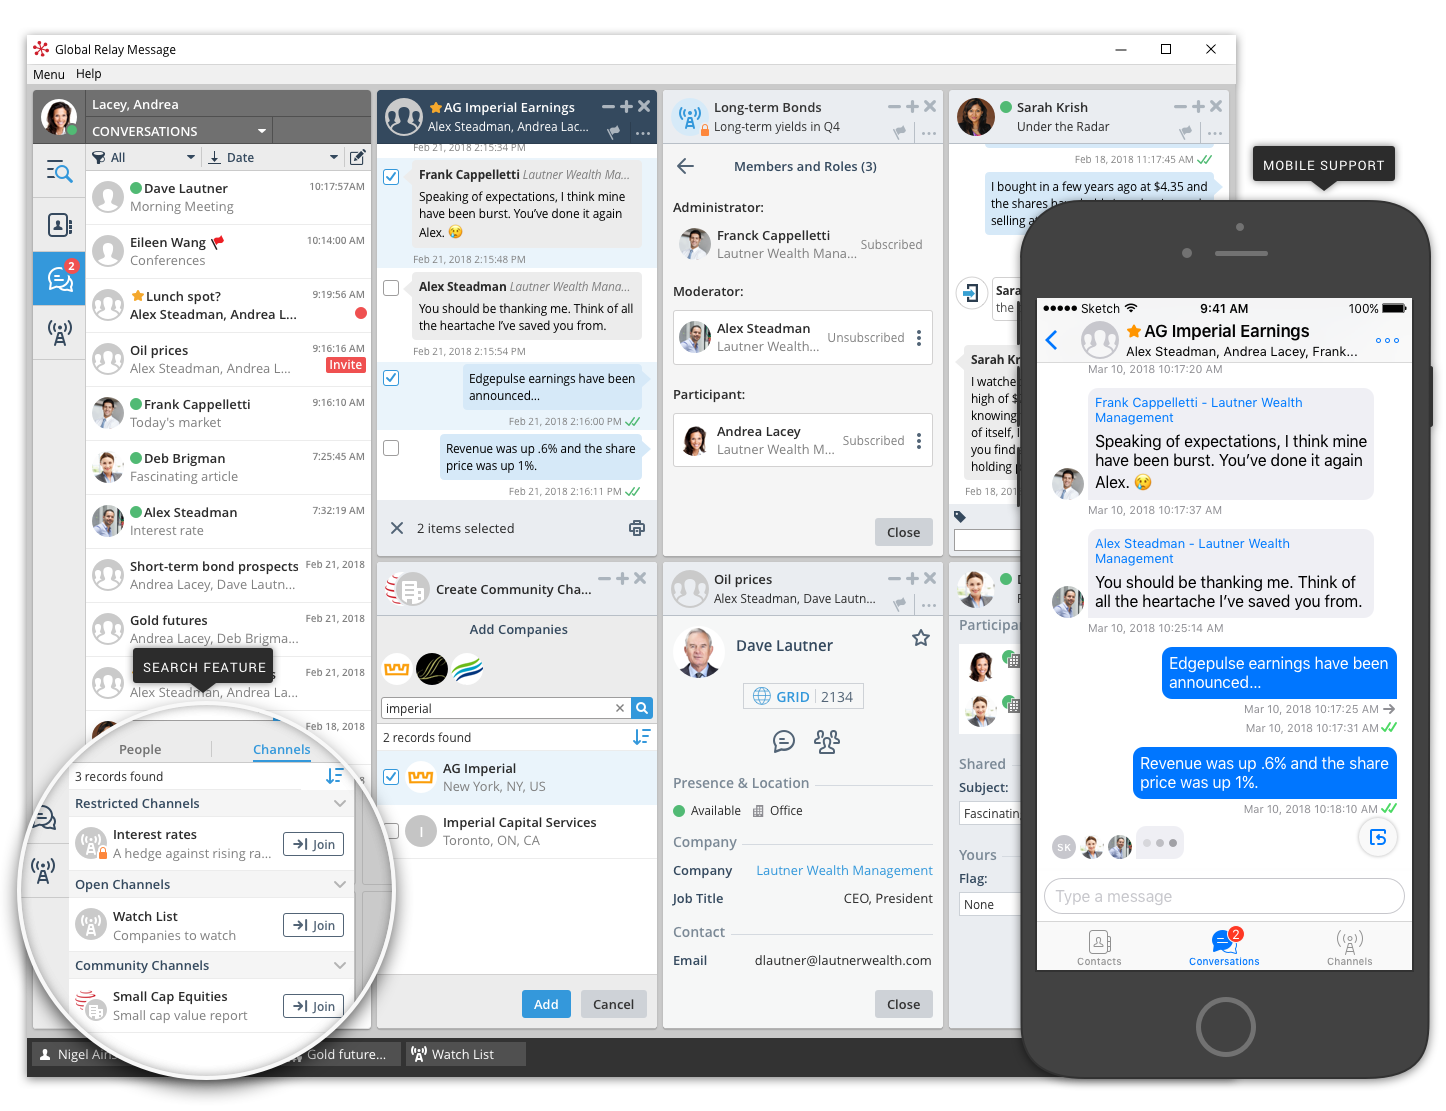 Global Relay Message
Menu Help
Lacey, Andrea
CONVERSATIONS
All
Date
Dave Lautner
10:17:57AM
Morning Meeting
Eileen Wang
10:14:00 AM
Conferences
2
Lunch spot?
9:19:56 AM
Alex Steadman, Andrea L...
Oil prices
9:16:16 AM
Alex Steadman, Andrea L...
Invite
Frank Cappelletti
9:16:10 AM
Today's market
Deb Brigman
7:25:45 AM
Fascinating article
Alex Steadman
7:32:19 AM
Interest rate
Short-term bond prospects
Feb 21, 2018
Andrea Lacey, Dave Lautn...
Gold futures
Feb 21, 2018
Andrea Lacey, Deb Brigma...
SEARCH FEATURE
Feb 21, 2018
Alex Steadman, Andrea La...
Feb 18, 2018
People
Channels
3 records found
Restricted Channels
Interest rates
A hedge against rising ra...
Join
Open Channels
Watch List
Companies to watch
Join
Community Channels
Small Cap Equities
Small cap value report
Join
AG Imperial Earnings
Alex Steadman, Andrea Lac...
Feb 21, 2018 2:15:34 PM
Frank Cappelletti Lautner Wealth Ma...
Speaking of expectations, I think mine
have been burst. You've done it again
Alex. 😢
Feb 21, 2018 2:15:48 PM
Alex Steadman Lautner Wealth Mana...
You should be thanking me. Think of all
the heartache I've saved you from.
Feb 21, 2018 2:15:54 PM
Edgepulse earnings have been
announced...
Feb 21, 2018 2:16:00 PM
Revenue was up .6% and the share
price was up 1%.
Feb 21, 2018 2:16:11 PM
2 items selected
Long-term Bonds
Long-term yields in Q4
Members and Roles (3)
Administrator:
Franck Cappelletti
Lautner Wealth Mana...
Subscribed
Moderator:
Alex Steadman
Lautner Wealth...
Unsubscribed
Participant:
Andrea Lacey
Lautner Wealth M...
Subscribed
Close
Sarah Krish
Under the Radar
Feb 18, 2018 11:17:45 AM
I bought in a few years ago at $4.35 and
the shares
selling
Sara
the
Sarah Kr
I watche
high of $
knowing
of itself, I
you find
holding
Feb 18, 201
Create Community Cha...
Add Companies
imperial
2 records found
AG Imperial
New York, NY, US
I
Imperial Capital Services
Toronto, ON, CA
Add
Cancel
Oil prices
Alex Steadman, Dave Lautn...
Dave Lautner
GRID 2134
Presence & Location
Available
Office
Company
Company
Lautner Wealth Management
Job Title
CEO, President
Contact
Email
dlautner@lautnerwealth.com
Close
Participan
Shared
Subject:
Fascinatin
Yours
Flag:
None
Nigel Ains
Gold future...
Watch List
MOBILE SUPPORT
Sketch
9:41 AM
100%
AG Imperial Earnings
Alex Steadman, Andrea Lacey, Frank...
Mar 10, 2018 10:17:20 AM
Frank Cappelletti - Lautner Wealth
Management
Speaking of expectations, I think mine
have been burst. You've done it again
Alex. 😢
Mar 10, 2018 10:17:37 AM
Alex Steadman - Lautner Wealth
Management
You should be thanking me. Think of
all the heartache I've saved you from.
Mar 10, 2018 10:25:14 AM
Edgepulse earnings have been
announced...
Mar 10, 2018 10:17:25 AM
Mar 10, 2018 10:17:31 AM
Revenue was up .6% and the share
price was up 1%.
Mar 10, 2018 10:18:10 AM
SK
Type a message
2
Contacts
Conversations
Channels